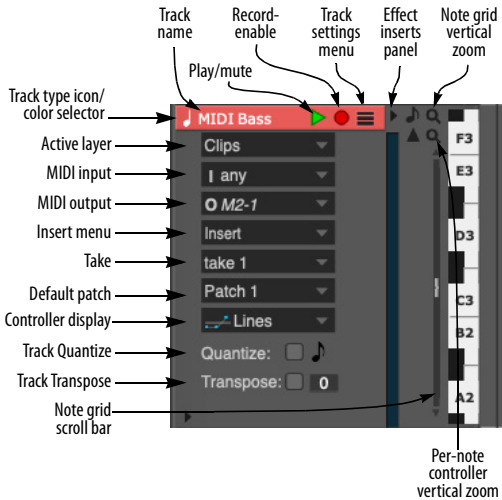 Track
name
Record-
enable
Track
settings
menu
Effect
inserts
panel
Note grid
vertical
zoom
Play/mute
Track type icon/
color selector
MIDI Bass
Active layer
Clips
MIDI input
I any
MIDI output
O M2-1
Insert menu
Insert
Take
take 1
Default patch
Patch 1
Controller display
Lines
Track Quantize
Quantize:
Track Transpose
Transpose: 0
Note grid
scroll bar
F3
E3
D3
C3
B2
A2
Per-note
controller
vertical zoom